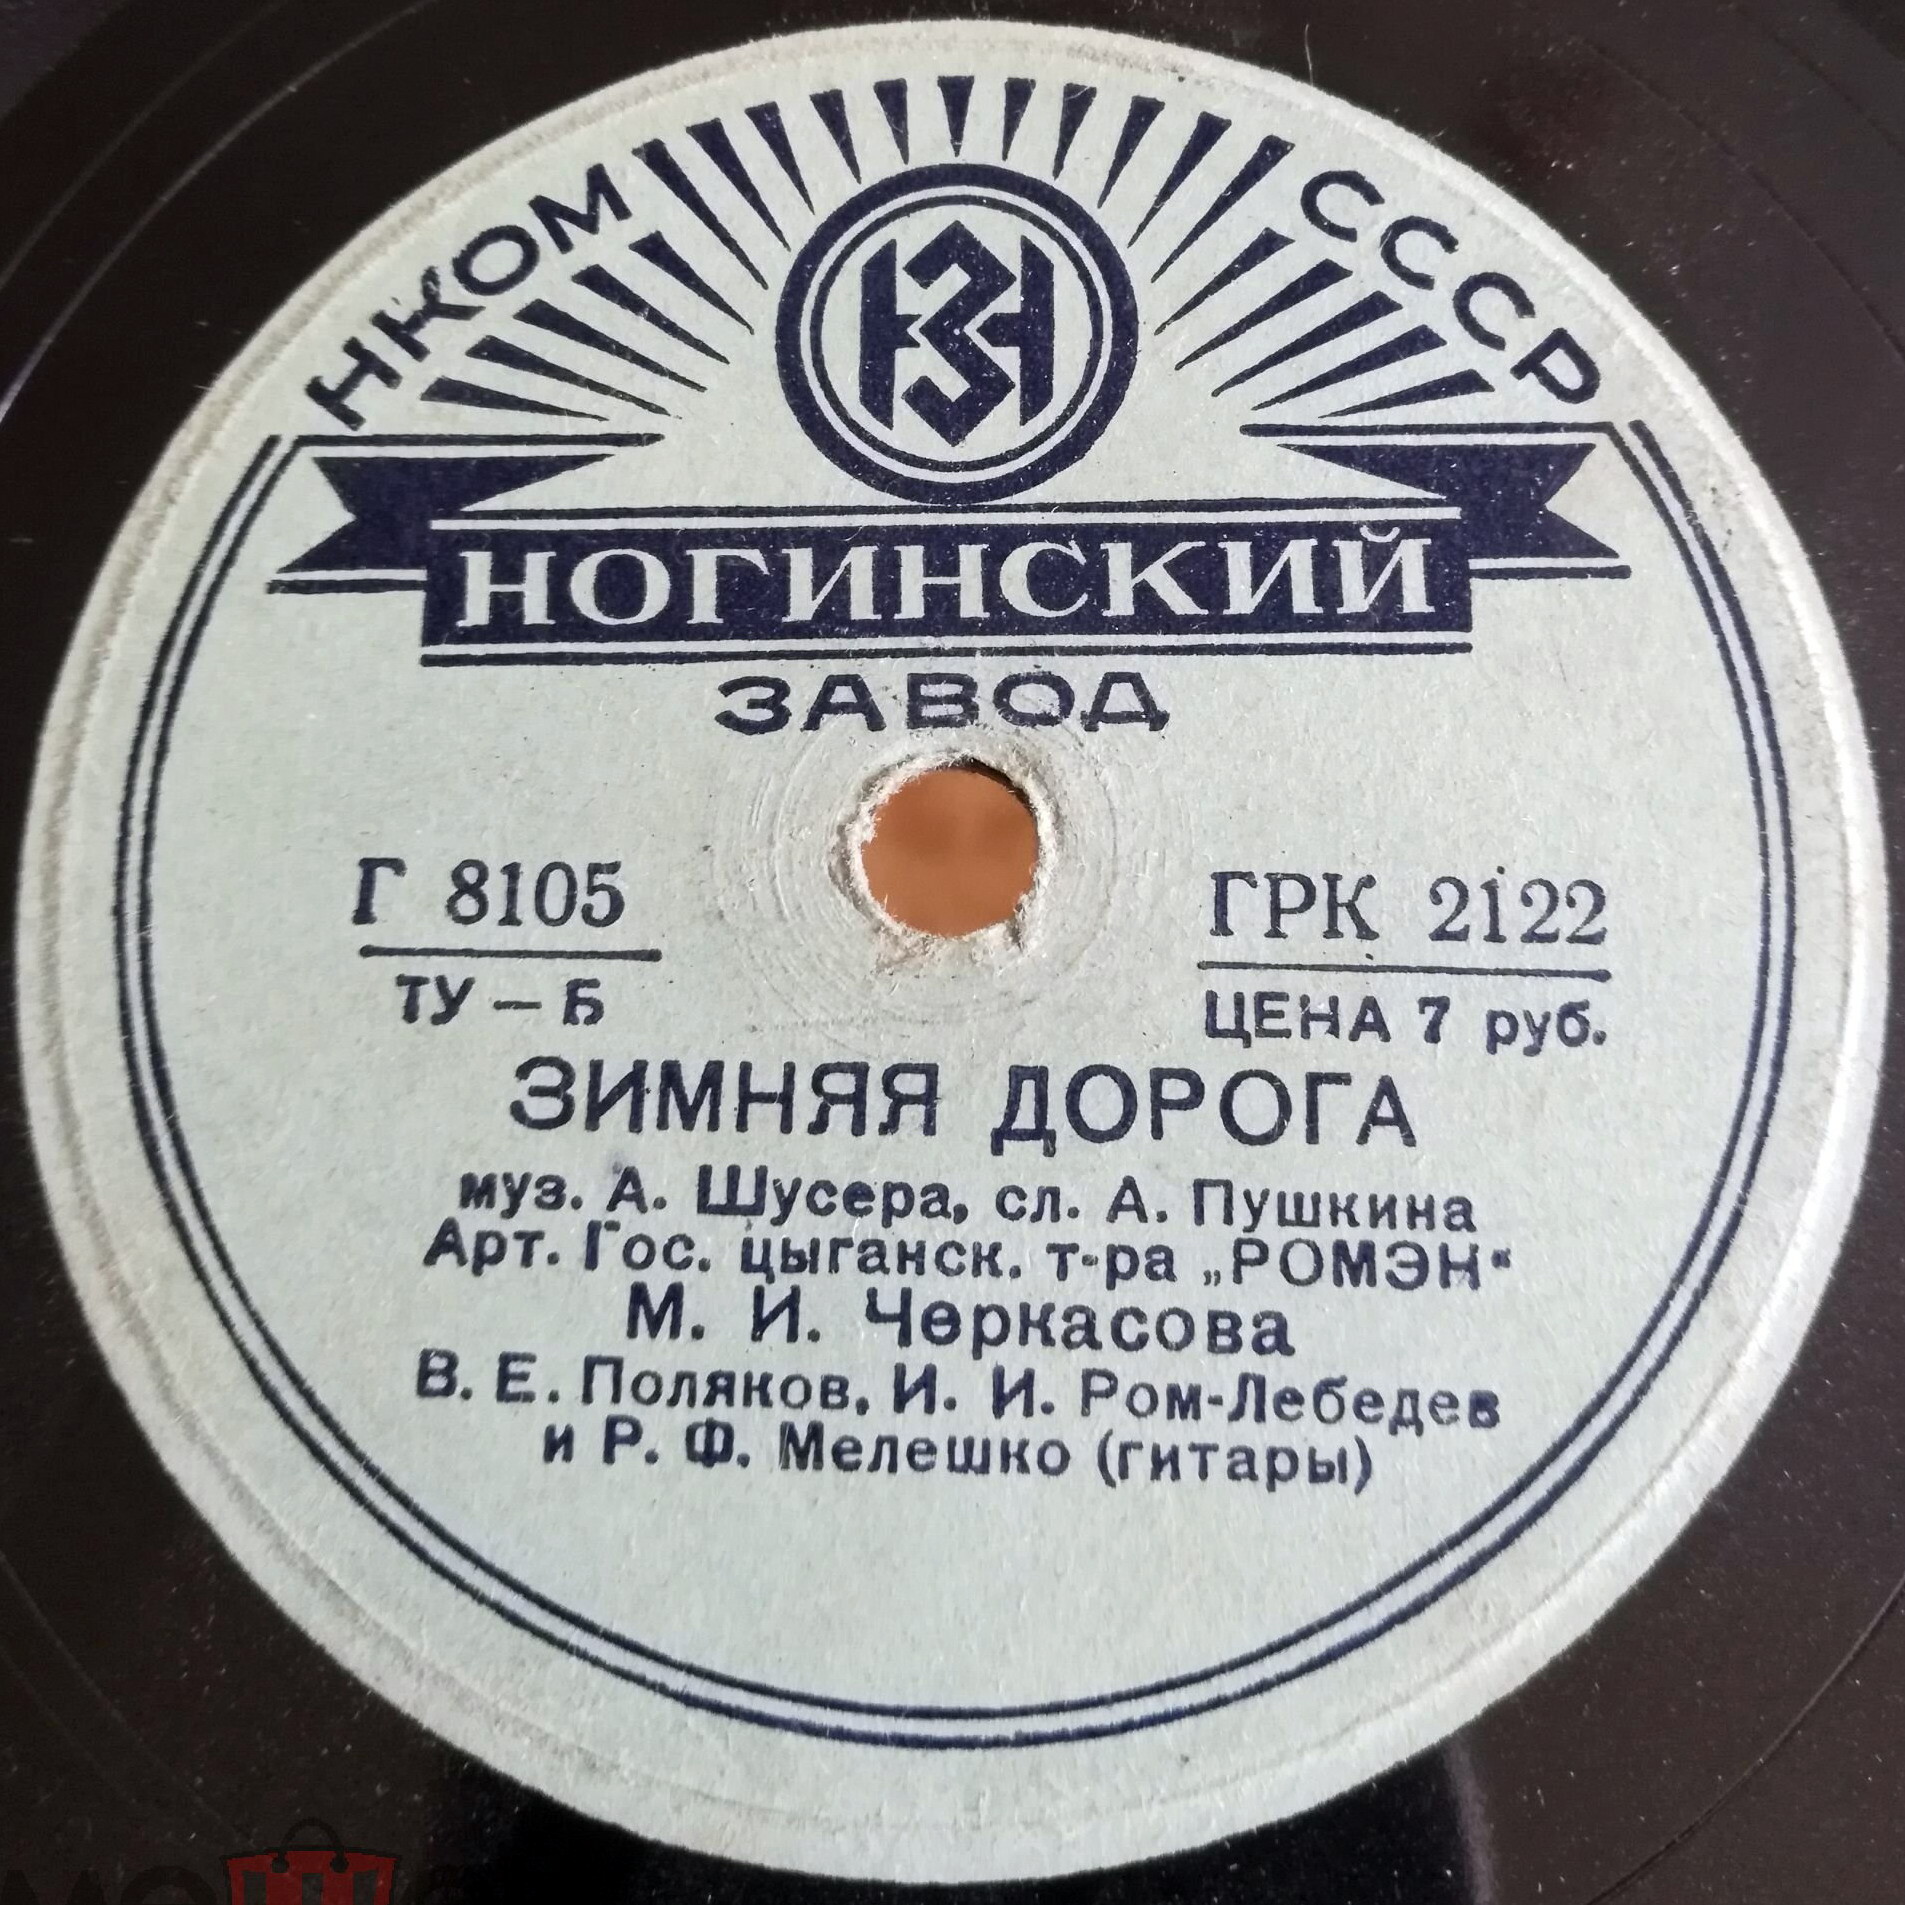 НКОМ СССР
НЗН
НОГИНСКИЙ
ЗАВОД
Г 8105
ТУ – Б
ГРК 2122
ЦЕНА 7 руб.
ЗИМНЯЯ ДОРОГА
муз. А. Шусера, сл. А. Пушкина
Арт. Гос. цыганск. т-ра „РОМЭН“
М. И. Черкасова
В. Е. Поляков, И. И. Ром-Лебедев
и Р. Ф. Мелешко (гитары)